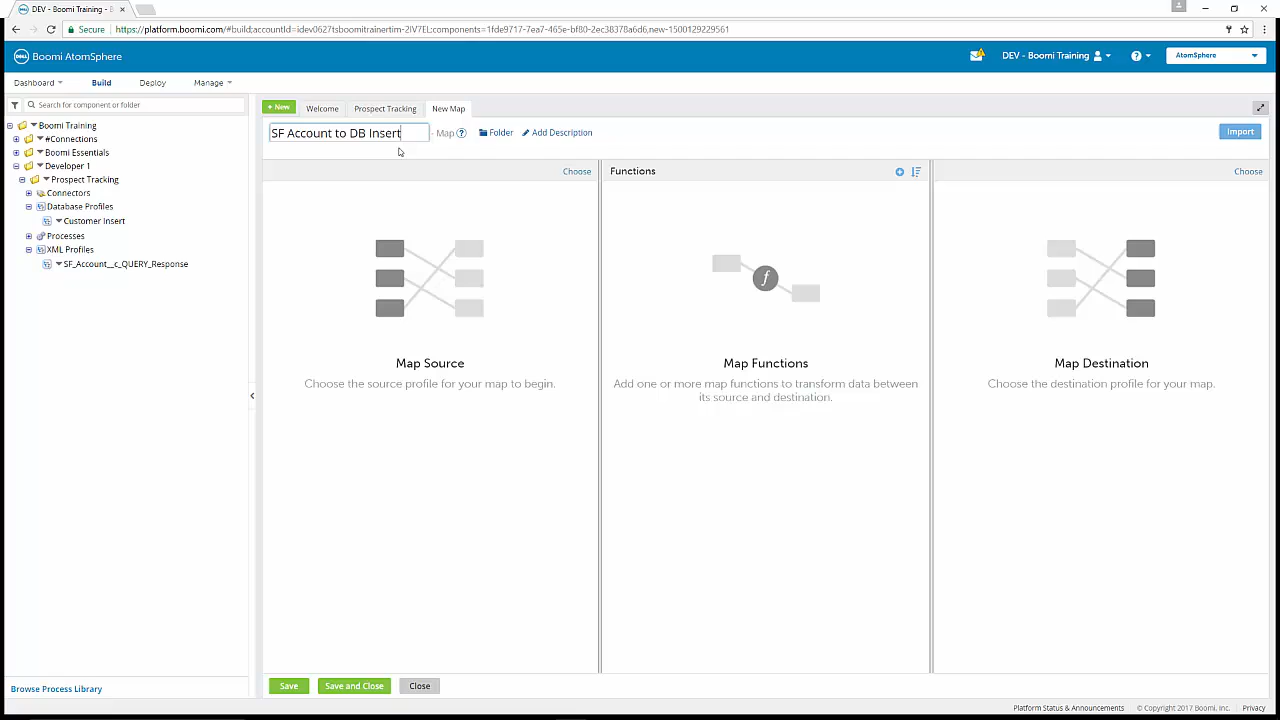 DEV - Boomi Training -
Secure
https://platform.boomi.com/#build;accountId=idev0627tsboomitrainertim-2IV7EL;components=1fde9717-7ea7-465e-bf80-2ec38378a6d6,new-1500129229561
DELL Boomi AtomSphere
DEV - Boomi Training
AtomSphere
Dashboard
Build
Deploy
Manage
Search for component or folder
Boomi Training
#Connections
Boomi Essentials
Developer 1
Prospect Tracking
Connectors
Database Profiles
Customer Insert
Processes
XML Profiles
SF_Account__c_QUERY_Response
Browse Process Library
+ New
Welcome
Prospect Tracking
New Map
SF Account to DB Insert - Map ?
Folder
Add Description
Import
Choose
Functions
Choose
Map Source
Choose the source profile for your map to begin.
Map Functions
Add one or more map functions to transform data between
its source and destination.
Map Destination
Choose the destination profile for your map.
Save
Save and Close
Close
Platform Status & Announcements
© Copyright 2017 Boomi, Inc.
Privacy